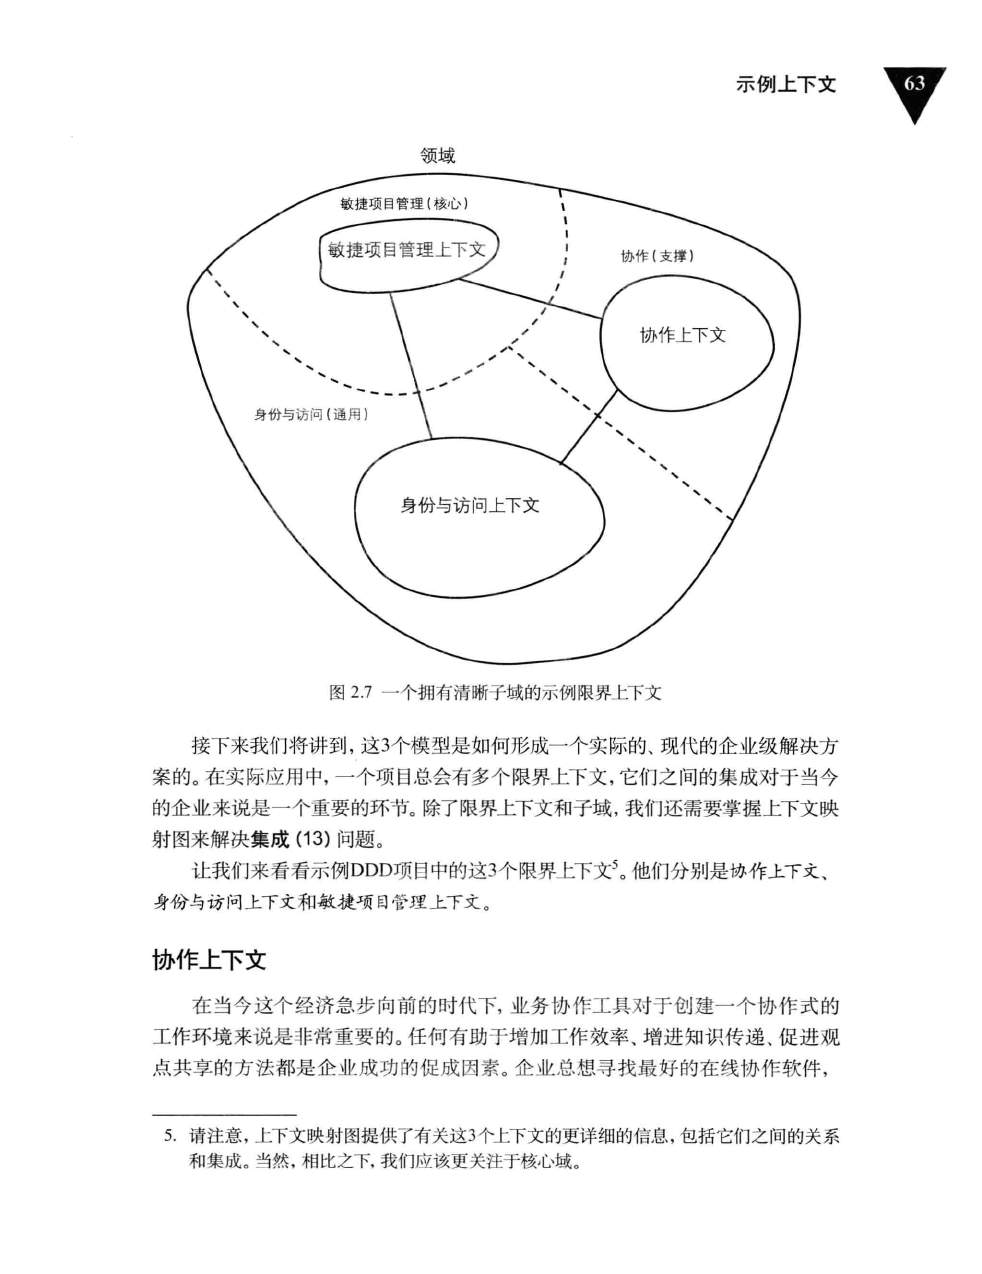 示例上下文
63
领域
敏捷项目管理(核心)
敏捷项目管理上下文
协作(支撑)
协作上下文
身份与访问(通用)
身份与访问上下文
图 2.7 一个拥有清晰子域的示例限界上下文
接下来我们将讲到，这3个模型是如何形成一个实际的、现代的企业级解决方
案的。在实际应用中，一个项目总会有多个限界上下文，它们之间的集成对于当今
的企业来说是一个重要的环节。除了限界上下文和子域，我们还需要掌握上下文映
射图来解决集成 (13) 问题。
让我们来看看示例DDD项目中的这3个限界上下文5。他们分别是协作上下文、
身份与访问上下文和敏捷项目管理上下文。
协作上下文
在当今这个经济急步向前的时代下，业务协作工具对于创建一个协作式的
工作环境来说是非常重要的。任何有助于增加工作效率、增进知识传递、促进观
点共享的方法都是企业成功的促成因素。企业总想寻找最好的在线协作软件，
5. 请注意，上下文映射图提供了有关这3个上下文的更详细的信息，包括它们之间的关系
和集成。当然，相比之下，我们应该更关注于核心域。